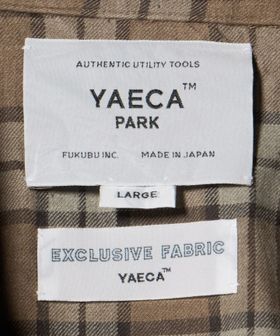 AUTHENTIC UTILITY TOOLS
YAECA™
PARK
FUKUBU INC. MADE IN JAPAN
LARGE
EXCLUSIVE FABRIC
YAECA™